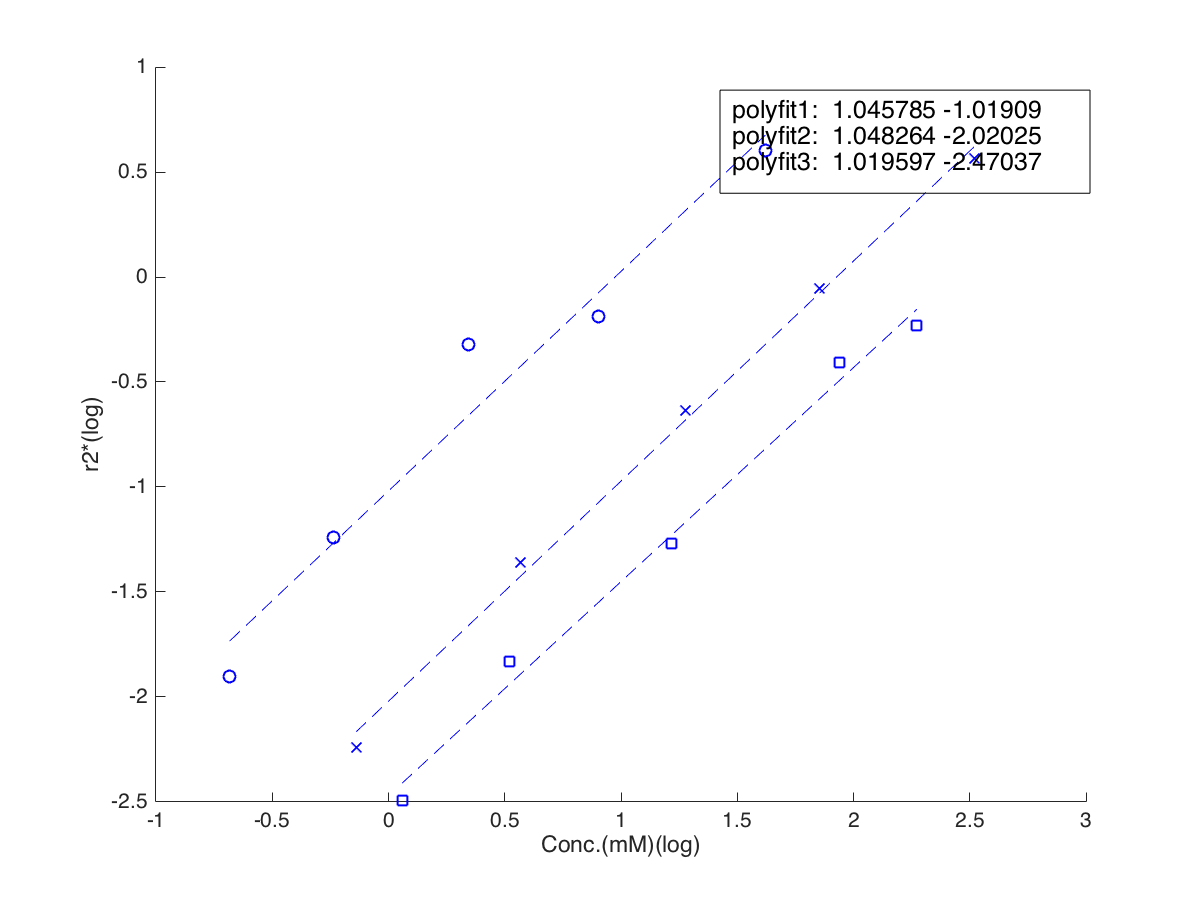 1
polyfit1: 1.045785 -1.01909
polyfit2: 1.048264 -2.02025
polyfit3: 1.019597 -2.47037
0.5
0
-0.5
-1
-1.5
-2
-2.5
r2*(log)
-1 -0.5 0 0.5 1 1.5 2 2.5 3
Conc.(mM)(log)